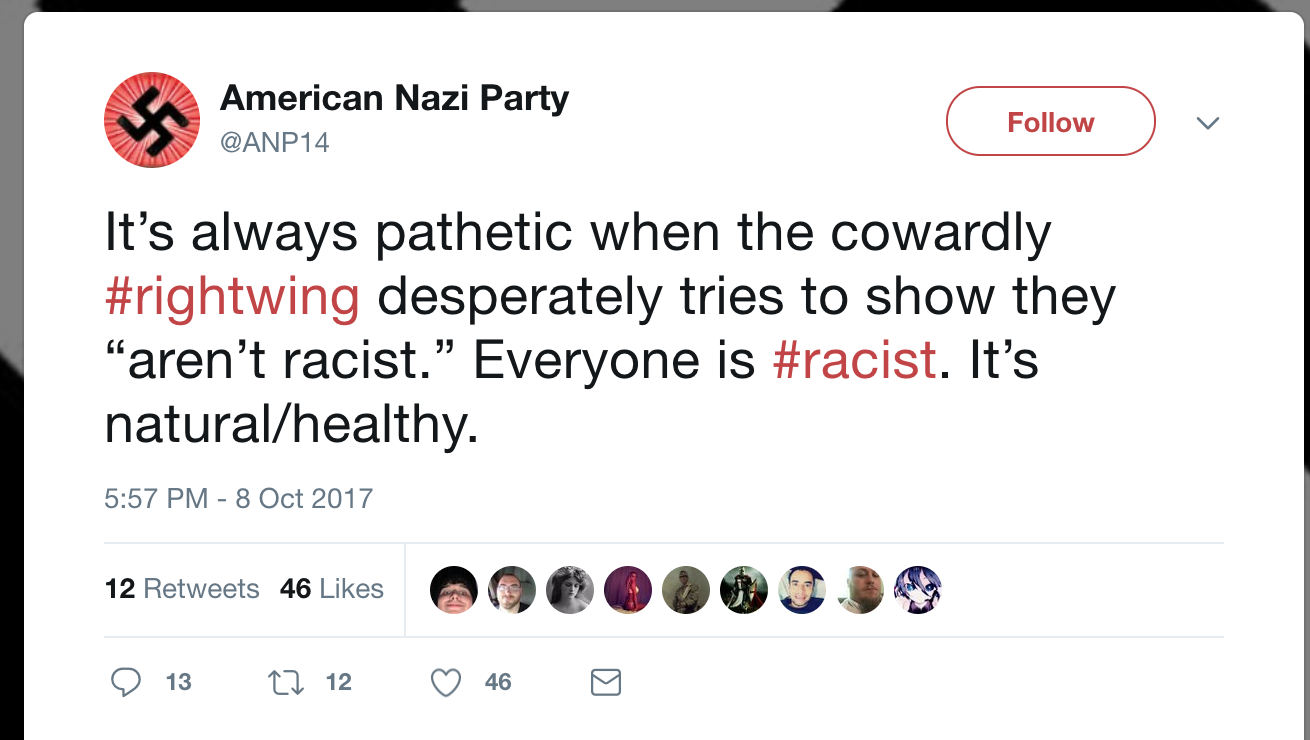 American Nazi Party
@ANP14
Follow
It’s always pathetic when the cowardly
#rightwing desperately tries to show they
“aren’t racist.” Everyone is #racist. It’s
natural/healthy.
5:57 PM - 8 Oct 2017
12 Retweets 46 Likes
13 12 46